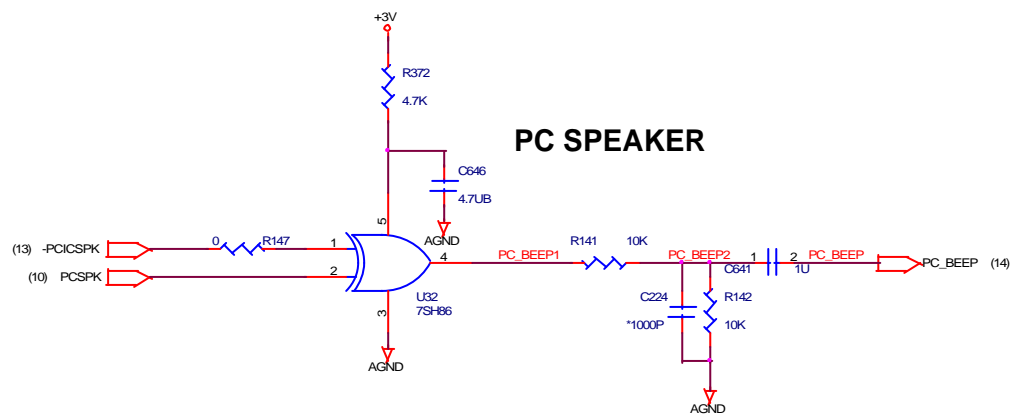 +3V
R372
4.7K
PC SPEAKER
C646
4.7UB
5
AGND
(13) -PCICSPK
0
R147
1
4
PC_BEEP1
R141
10K
PC_BEEP2
C641
1
2
1U
PC_BEEP
PC_BEEP (14)
(10) PCSPK
2
U32
7SH86
3
C224
*1000P
R142
10K
AGND
AGND